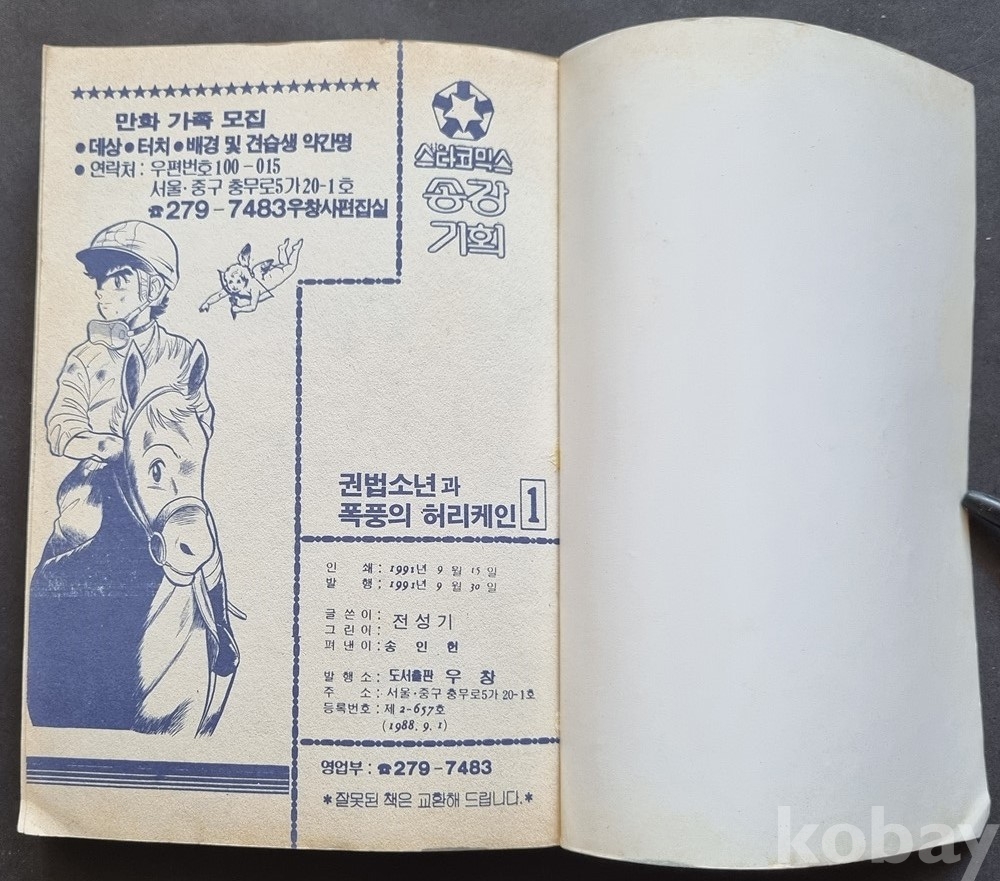 만화 가족 모집
●데상●터치●배경 및 견습생 약간명
●연락처: 우편번호100-015
서울·중구 충무로5가20-1호
☎279-7483우창사편집실
스타코믹스
송강
기획
권법소년과
폭풍의 허리케인 1
인 쇄: 1991년 9월 15일
발 행: 1991년 9월 30일
글쓴이: 전성기
그린이:
펴낸이: 송 인 헌
발행소: 도서출판 우 창
주 소: 서울·중구 충무로5가 20-1호
등록번호: 제 2-657호
(1988. 9. 1)
영업부: ☎279-7483
*잘못된 책은 교환해 드립니다.*
kobay